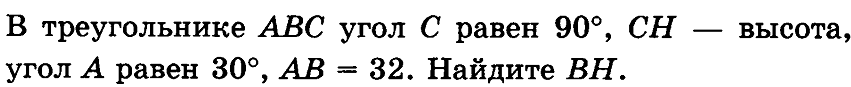 В треугольнике ABC угол C равен 90°, CH — высота,
угол A равен 30°, AB = 32. Найдите BH.